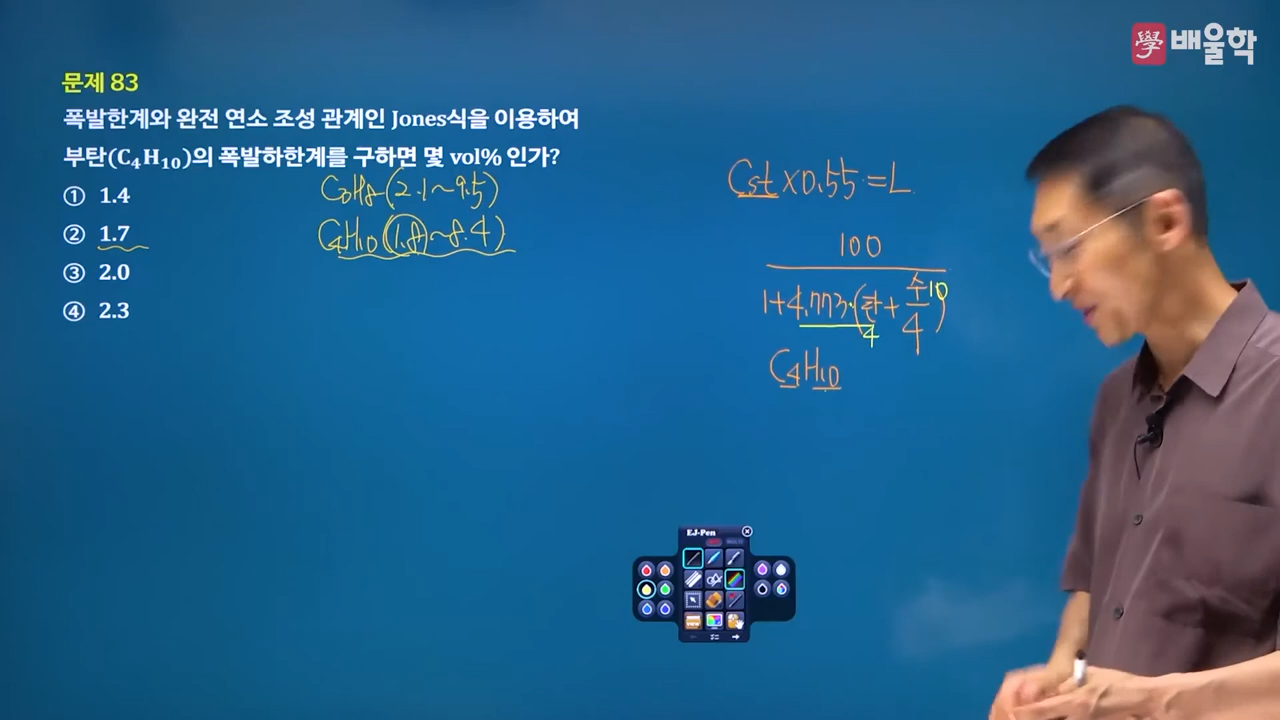 學 배울학
문제 83
폭발한계와 완전 연소 조성 관계인 Jones식을 이용하여
부탄(C₄H₁₀)의 폭발하한계를 구하면 몇 vol% 인가?
① 1.4
② 1.7
③ 2.0
④ 2.3
C₃H₈(2.1~9.5)
C₄H₁₀(1.8~8.4)
Cst×0.55=L
100
1+4.773·(탄+수/4)
4
10
C₄H₁₀
EJ-Pen